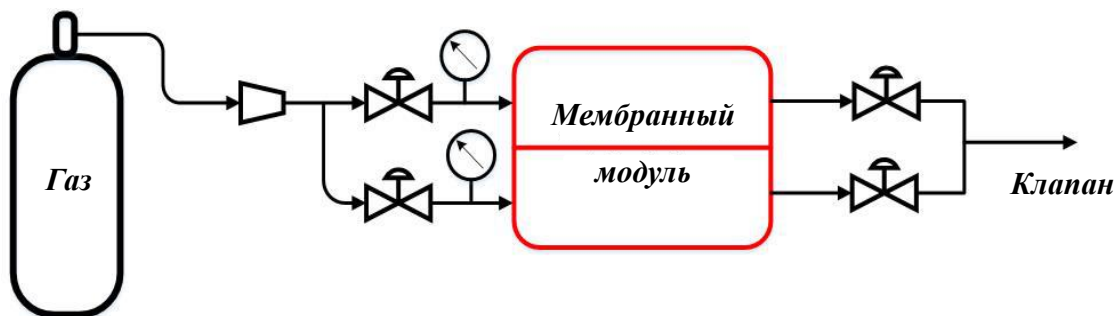 Газ
Мембранный
модуль
Клапан